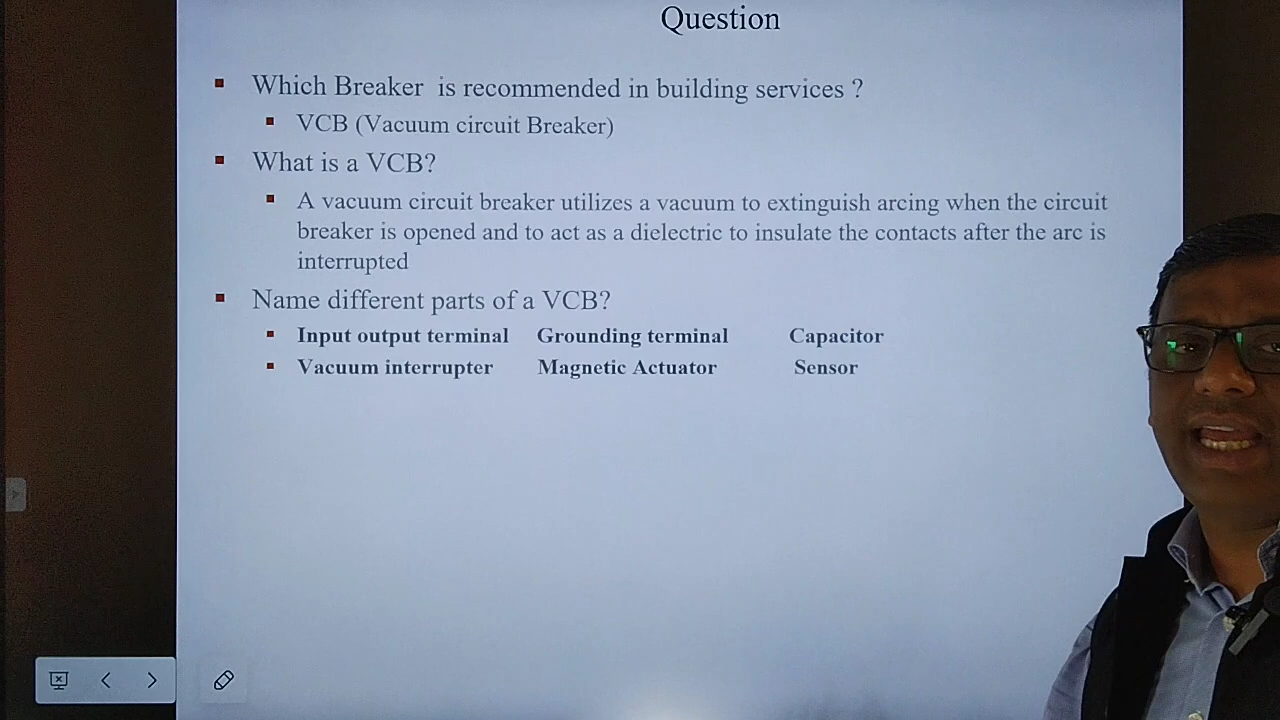 Question
Which Breaker is recommended in building services ?
VCB (Vacuum circuit Breaker)
What is a VCB?
A vacuum circuit breaker utilizes a vacuum to extinguish arcing when the circuit
breaker is opened and to act as a dielectric to insulate the contacts after the arc is
interrupted
Name different parts of a VCB?
Input output terminal Grounding terminal Capacitor
Vacuum interrupter Magnetic Actuator Sensor